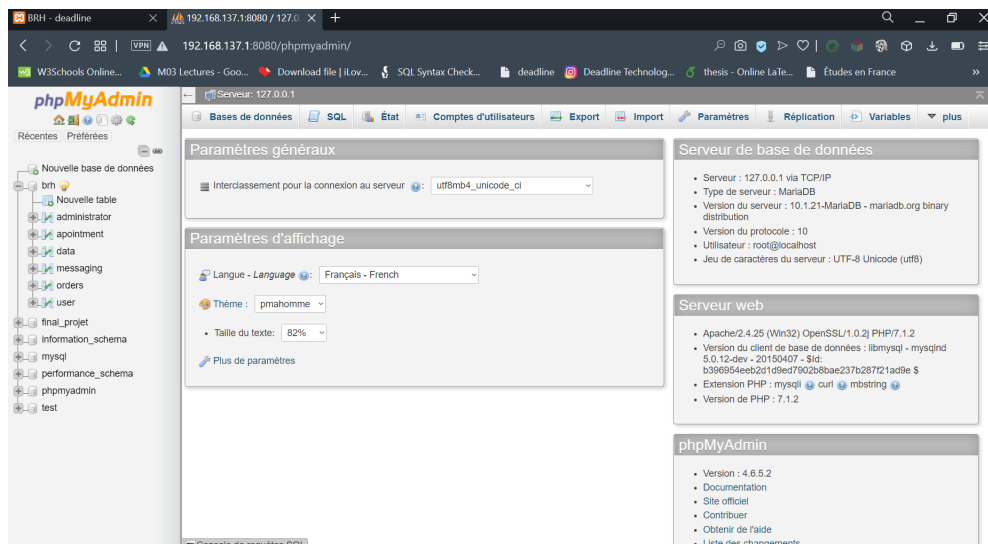 BRH - deadline
192.168.137.1:8080 / 127.0.
VPN
192.168.137.1:8080/phpmyadmin/
W3Schools Online...
M03 Lectures - Goo...
Download file | iLov...
SQL Syntax Check...
deadline
Deadline Technolog...
thesis - Online LaTe...
Études en France
»
phpMyAdmin
Récentes Préférées
Nouvelle base de données
brh
Nouvelle table
administrator
apointment
data
messaging
orders
user
final_projet
information_schema
mysql
performance_schema
phpmyadmin
test
Serveur: 127.0.0.1
Bases de données SQL État Comptes d'utilisateurs Export Import Paramètres Réplication Variables plus
Paramètres généraux
Interclassement pour la connexion au serveur : utf8mb4_unicode_ci
Paramètres d'affichage
Langue - Language : Français - French
Thème : pmahomme
• Taille du texte: 82%
Plus de paramètres
Serveur de base de données
• Serveur : 127.0.0.1 via TCP/IP
• Type de serveur : MariaDB
• Version du serveur : 10.1.21-MariaDB - mariadb.org binary
distribution
• Version du protocole : 10
• Utilisateur : root@localhost
• Jeu de caractères du serveur : UTF-8 Unicode (utf8)
Serveur web
• Apache/2.4.25 (Win32) OpenSSL/1.0.2j PHP/7.1.2
• Version du client de base de données : libmysql - mysqlnd
5.0.12-dev - 20150407 - $Id:
b396954eeb2d1d9ed7902b8bae237b287f21ad9e $
• Extension PHP : mysqli curl mbstring
• Version de PHP : 7.1.2
phpMyAdmin
• Version : 4.6.5.2
• Documentation
• Site officiel
• Contribuer
• Obtenir de l'aide
• Liste des changements
Console de requêtes SQL